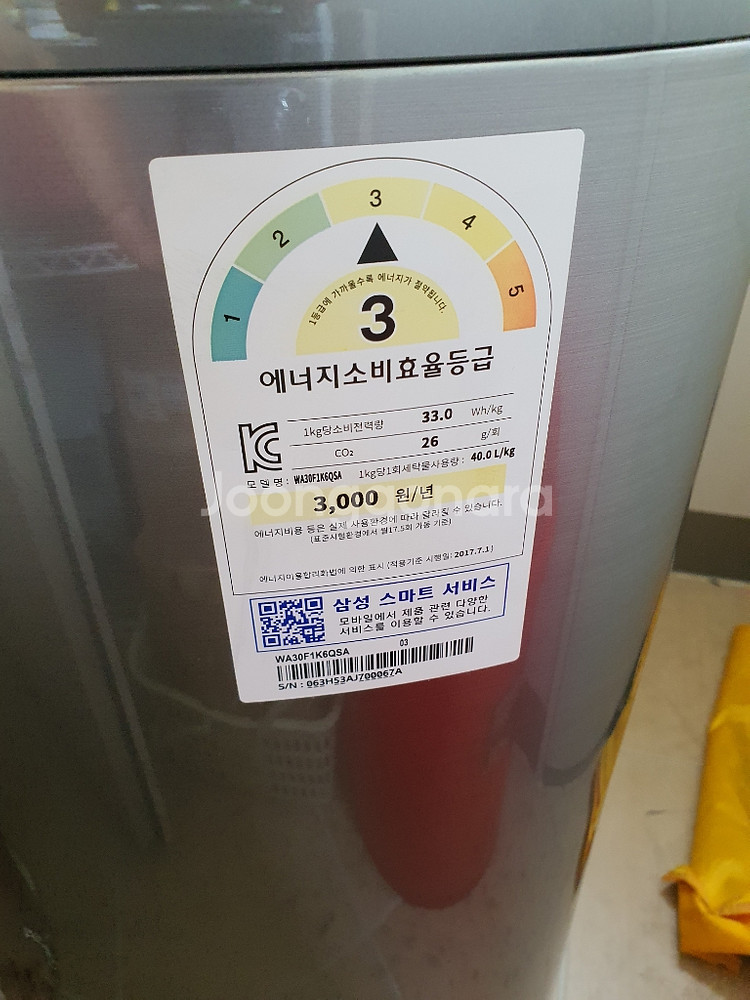 1
2
3
4
5
1등급에 가까울수록 에너지가 절약됩니다.
3
에너지소비효율등급
1kg당소비전력량 33.0 Wh/kg
CO₂ 26 g/회
모델명 : WA30F1K6QSA 1kg당1회세탁물사용량 : 40.0 L/kg
3,000 원/년
Joonggonara
에너지비용 등은 실제 사용환경에 따라 달라질 수 있습니다.
(표준시험환경에서 월17.5회 가동 기준)
에너지이용합리화법에 의한 표시 (적용기준 시행일: 2017.7.1)
삼성 스마트 서비스
모바일에서 제품 관련 다양한
서비스를 이용할 수 있습니다.
WA30F1K6QSA 03
S/N : 063H53AJ700067A